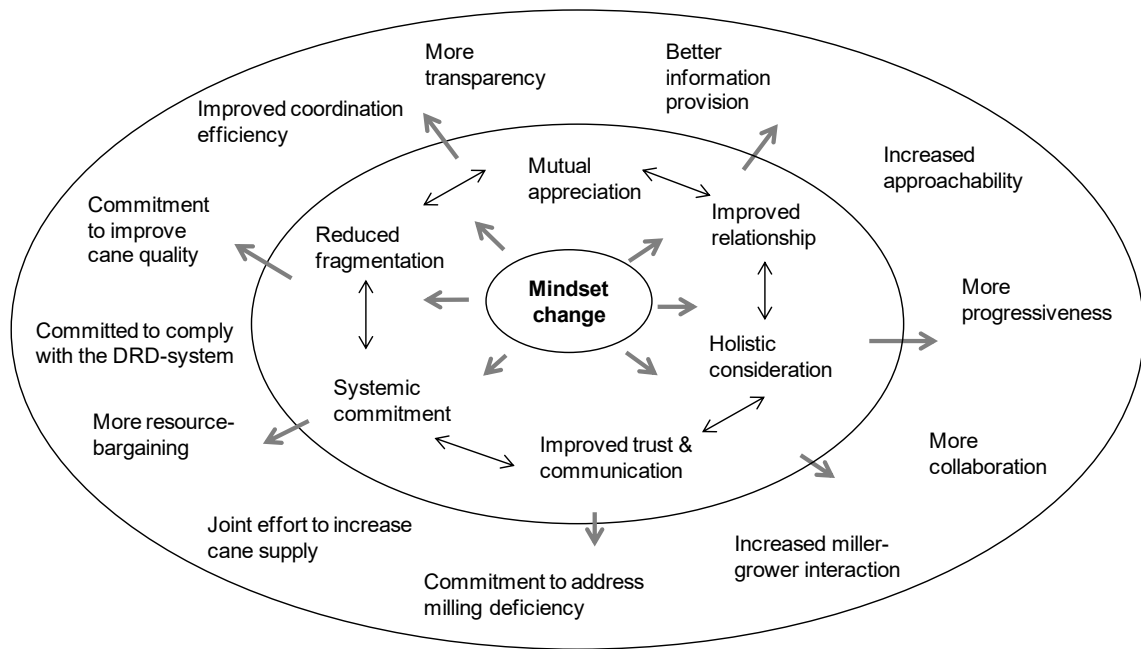 More
transparency
Better
information
provision
Improved coordination
efficiency
Increased
approachability
Mutual
appreciation
Commitment
to improve
cane quality
Reduced
fragmentation
Improved
relationship
Mindset
change
More
progressiveness
Committed to comply
with the DRD-system
Holistic
consideration
Systemic
commitment
More resource-
bargaining
Improved trust &
communication
More
collaboration
Joint effort to increase
cane supply
Increased miller-
grower interaction
Commitment to address
milling deficiency